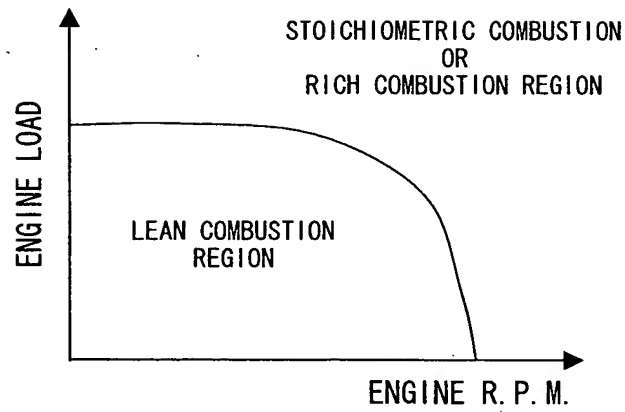 STOICHIOMETRIC COMBUSTION
OR
RICH COMBUSTION REGION
ENGINE LOAD
LEAN COMBUSTION
REGION
ENGINE R.P.M.